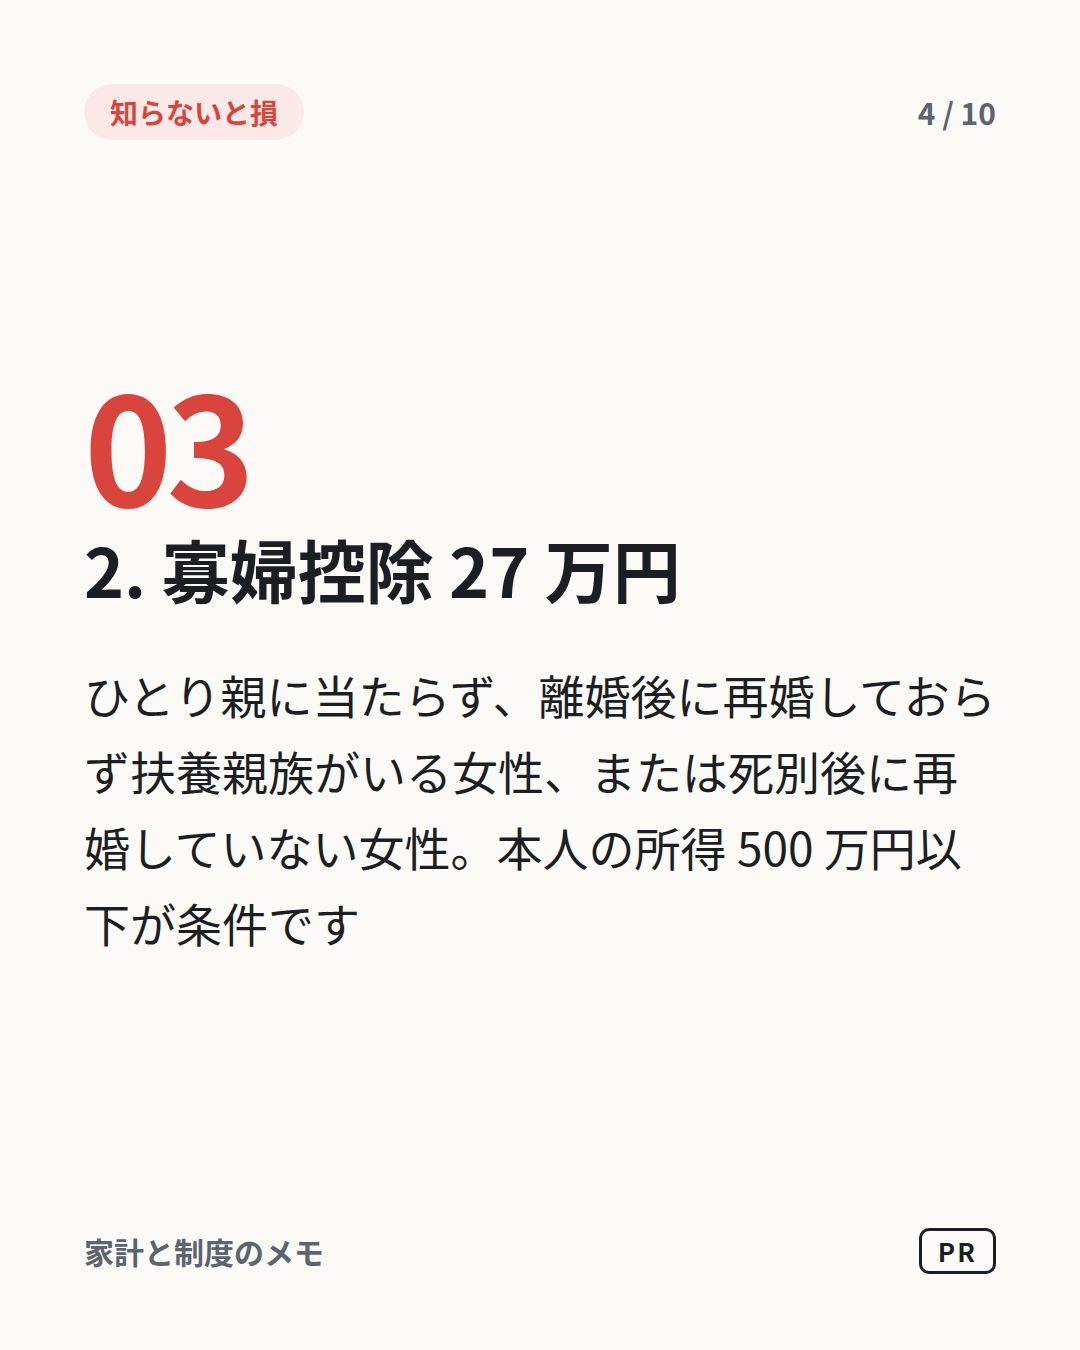 知らないと損
4 / 10
03
2. 寡婦控除 27 万円
ひとり親に当たらず、離婚後に再婚しておら
ず扶養親族がいる女性、または死別後に再
婚していない女性。本人の所得 500 万円以
下が条件です
家計と制度のメモ
PR